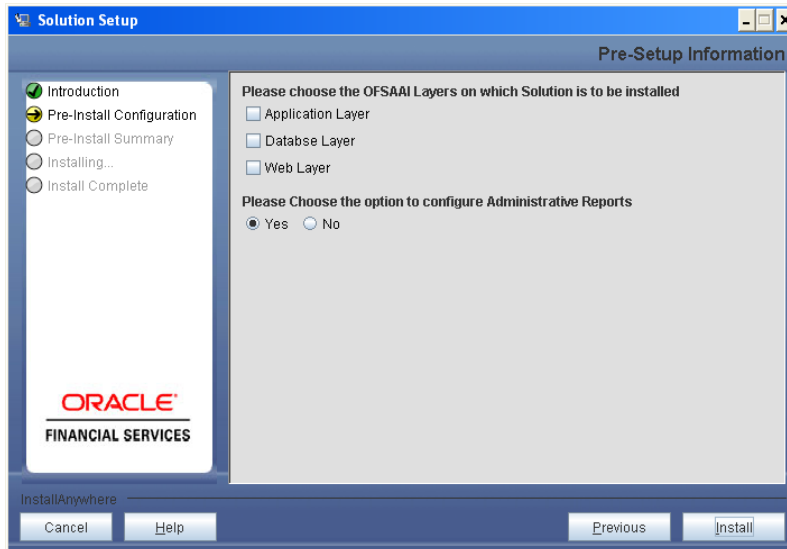 Solution Setup
Pre-Setup Information
Introduction
Pre-Install Configuration
Pre-Install Summary
Installing...
Install Complete
ORACLE
FINANCIAL SERVICES
Please choose the OFSAAI Layers on which Solution is to be installed
Application Layer
Databse Layer
Web Layer
Please Choose the option to configure Administrative Reports
Yes No
InstallAnywhere
Cancel Help Previous Install